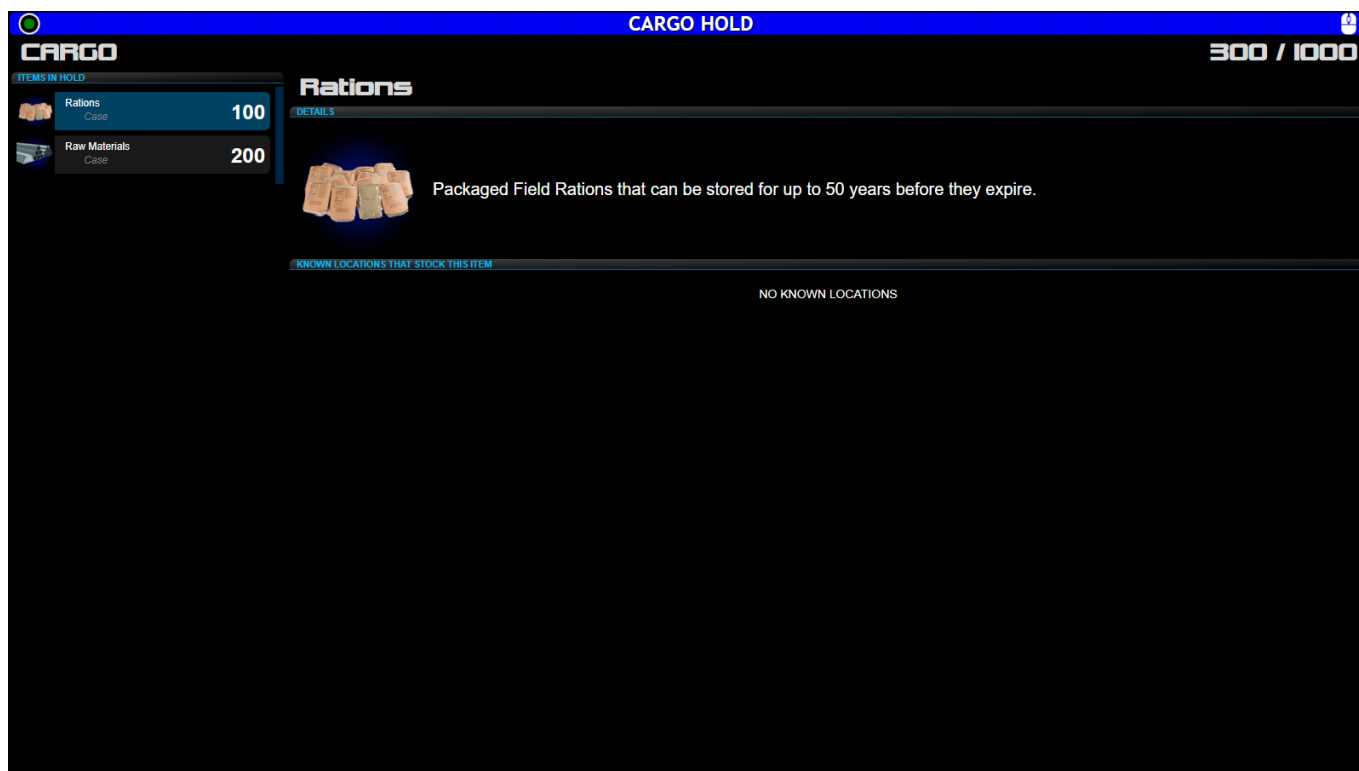 CARGO HOLD
CARGO
300 / 1000
ITEMS IN HOLD
Rations
Case
100
Raw Materials
Case
200
Rations
DETAILS
Packaged Field Rations that can be stored for up to 50 years before they expire.
KNOWN LOCATIONS THAT STOCK THIS ITEM
NO KNOWN LOCATIONS